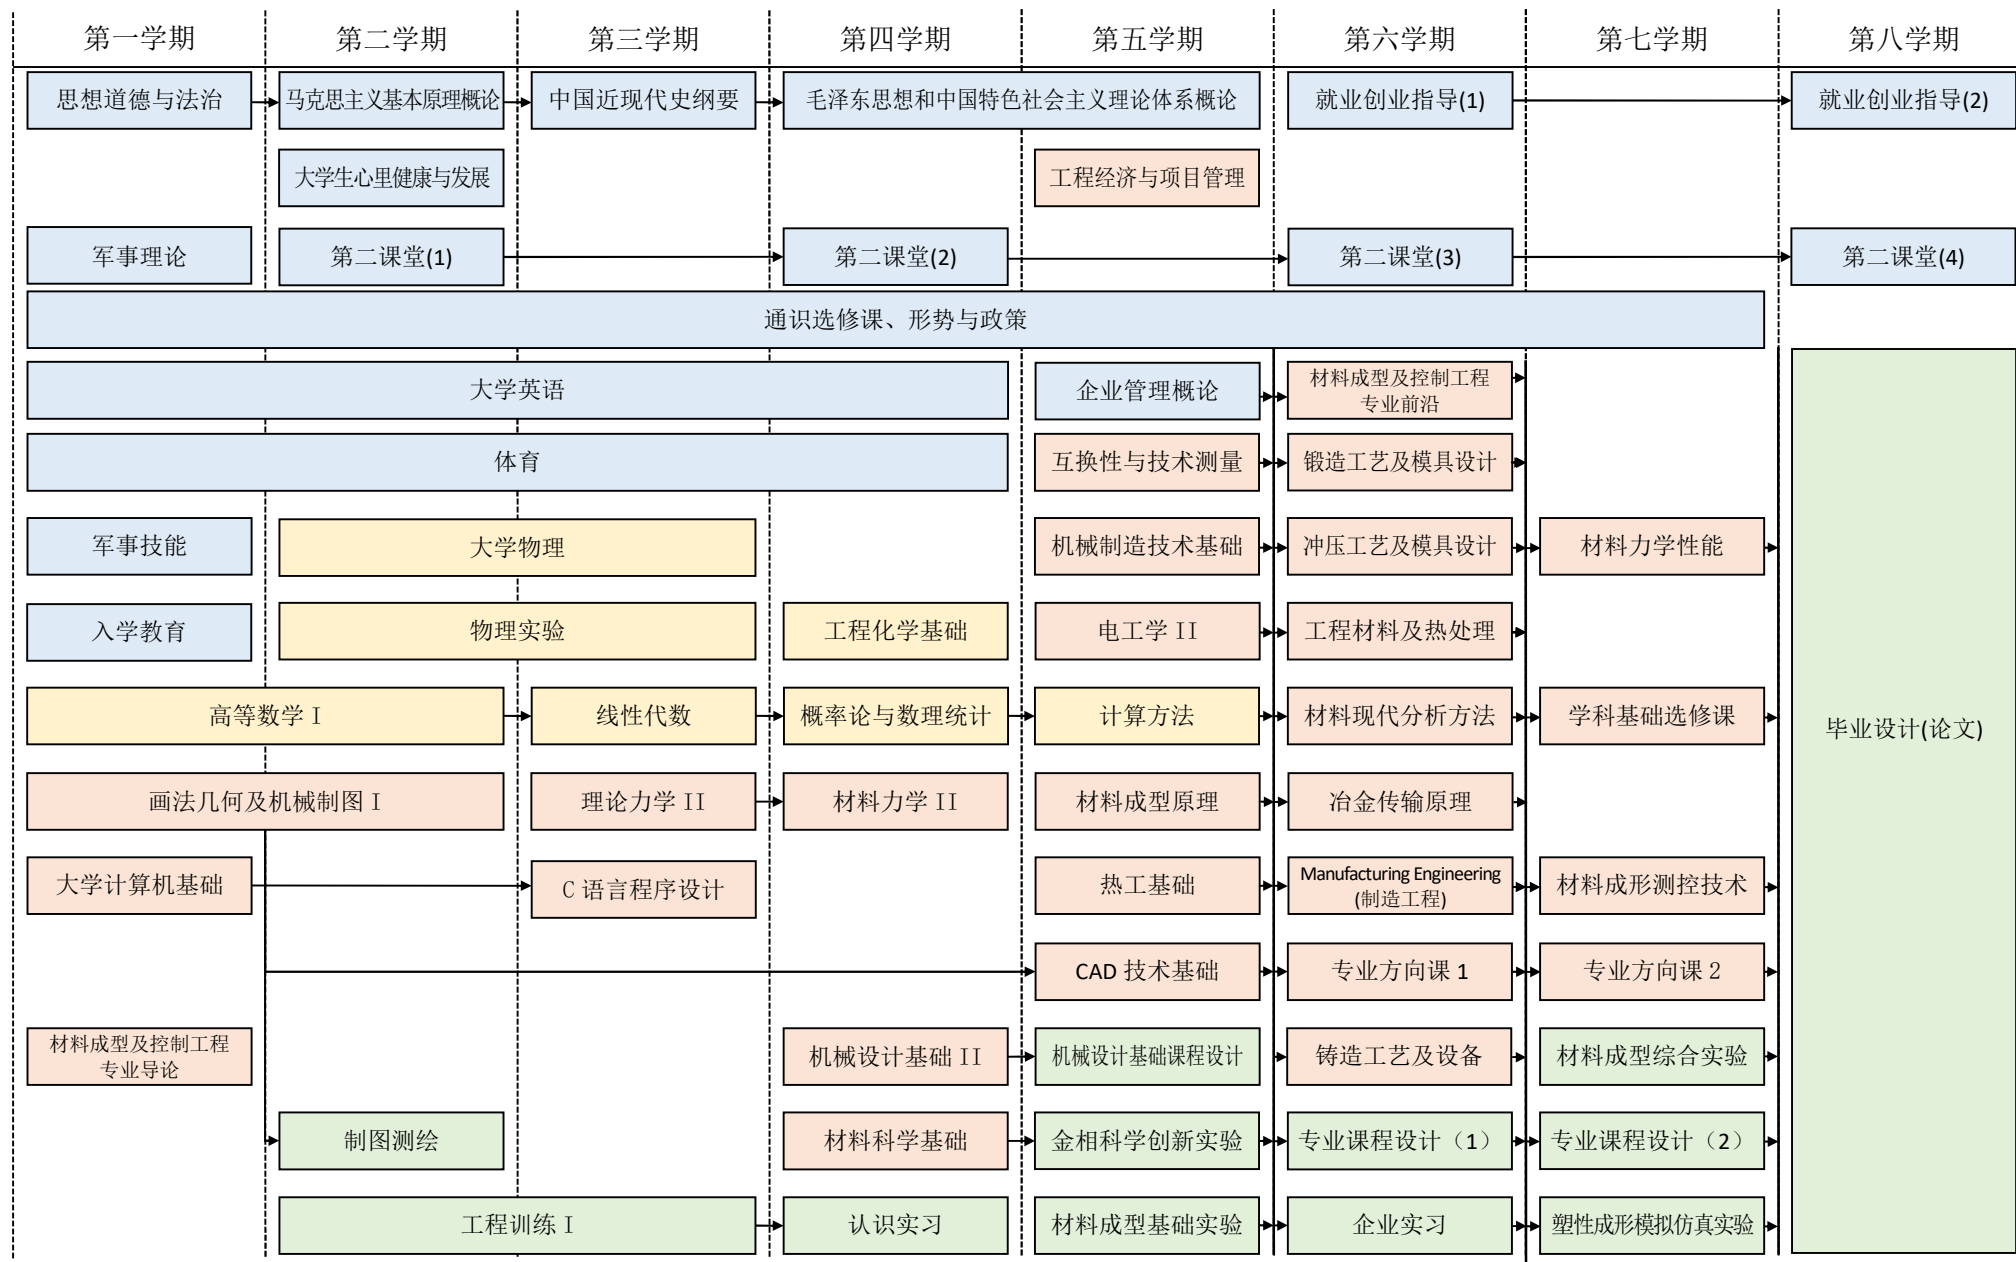 第一学期
第二学期
第三学期
第四学期
第五学期
第六学期
第七学期
第八学期
思想道德与法治
马克思主义基本原理概论
中国近现代史纲要
毛泽东思想和中国特色社会主义理论体系概论
就业创业指导(1)
就业创业指导(2)
大学生心里健康与发展
工程经济与项目管理
军事理论
第二课堂(1)
第二课堂(2)
第二课堂(3)
第二课堂(4)
通识选修课、形势与政策
大学英语
企业管理概论
材料成型及控制工程
专业前沿
体育
互换性与技术测量
锻造工艺及模具设计
军事技能
大学物理
机械制造技术基础
冲压工艺及模具设计
材料力学性能
入学教育
物理实验
工程化学基础
电工学 II
工程材料及热处理
高等数学 I
线性代数
概率论与数理统计
计算方法
材料现代分析方法
学科基础选修课
毕业设计(论文)
画法几何及机械制图 I
理论力学 II
材料力学 II
材料成型原理
冶金传输原理
大学计算机基础
C 语言程序设计
热工基础
Manufacturing Engineering
(制造工程)
材料成形测控技术
CAD 技术基础
专业方向课 1
专业方向课 2
材料成型及控制工程
专业导论
机械设计基础 II
机械设计基础课程设计
铸造工艺及设备
材料成型综合实验
制图测绘
材料科学基础
金相科学创新实验
专业课程设计（1）
专业课程设计（2）
工程训练 I
认识实习
材料成型基础实验
企业实习
塑性成形模拟仿真实验